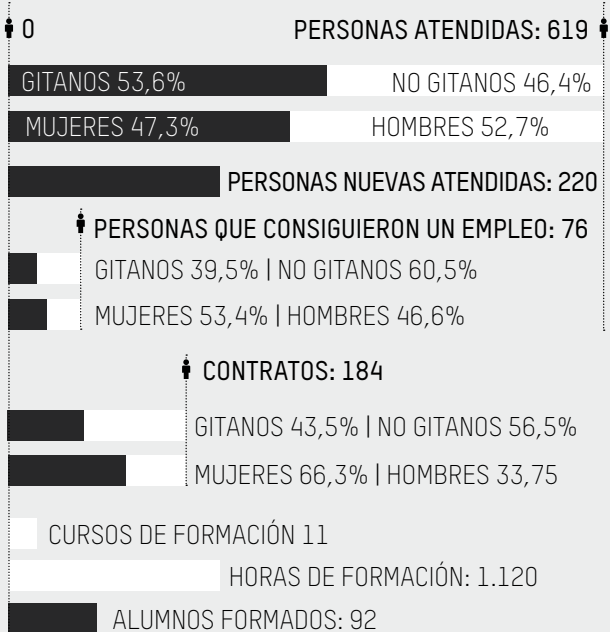 0 PERSONAS ATENDIDAS: 619
GITANOS 53,6% NO GITANOS 46,4%
MUJERES 47,3% HOMBRES 52,7%
PERSONAS NUEVAS ATENDIDAS: 220
PERSONAS QUE CONSIGUIERON UN EMPLEO: 76
GITANOS 39,5% | NO GITANOS 60,5%
MUJERES 53,4% | HOMBRES 46,6%
CONTRATOS: 184
GITANOS 43,5% | NO GITANOS 56,5%
MUJERES 66,3% | HOMBRES 33,75
CURSOS DE FORMACIÓN 11
HORAS DE FORMACIÓN: 1.120
ALUMNOS FORMADOS: 92